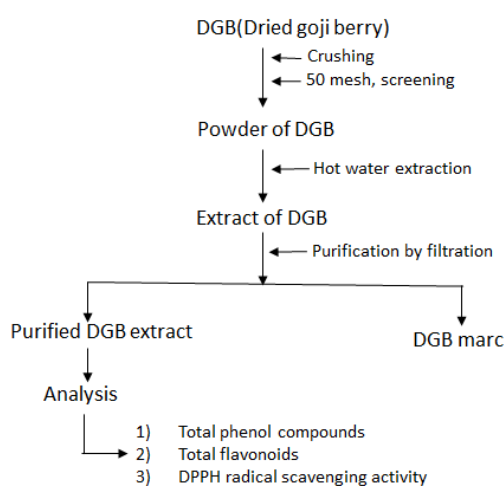 DGB(Dried goji berry)
Crushing
50 mesh, screening
Powder of DGB
Hot water extraction
Extract of DGB
Purification by filtration
Purified DGB extract
DGB marc
Analysis
1) Total phenol compounds
2) Total flavonoids
3) DPPH radical scavenging activity